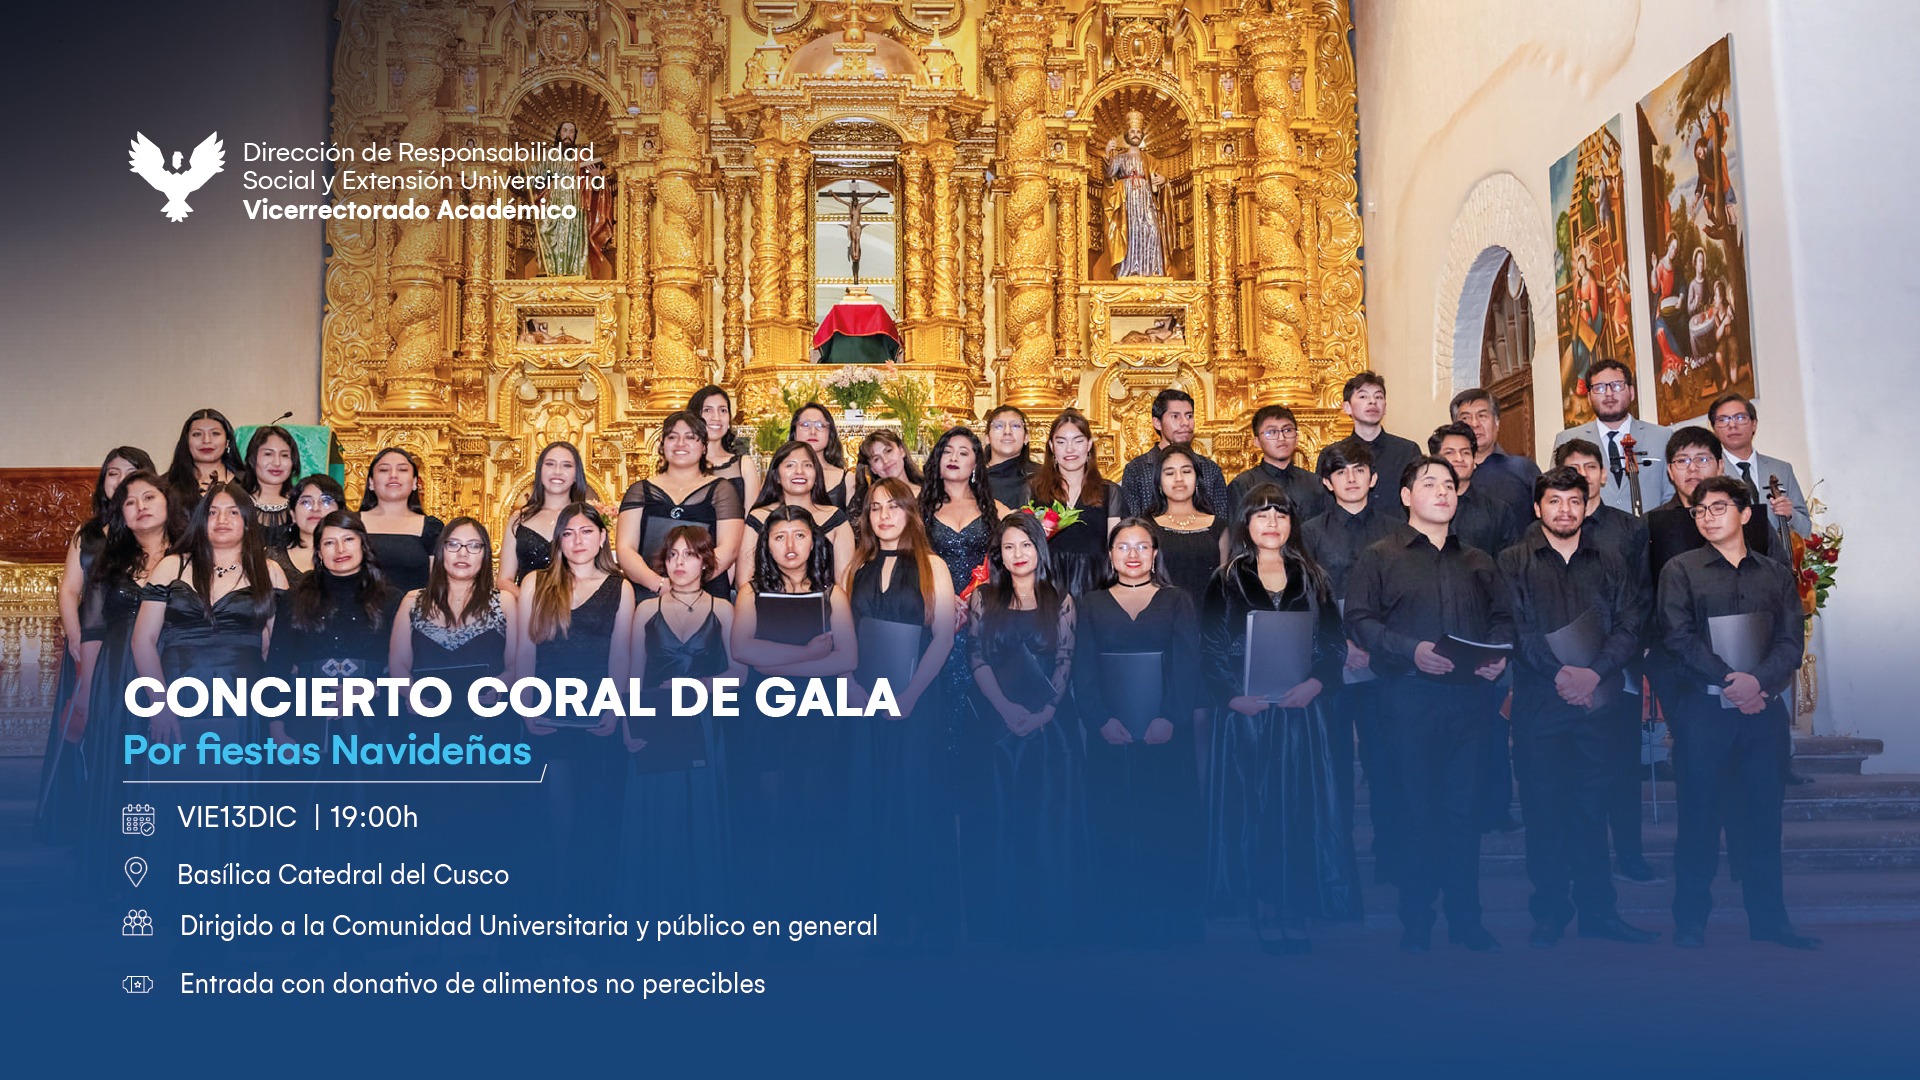 Dirección de Responsabilidad
Social y Extensión Universitaria
Vicerrectorado Académico
CONCIERTO CORAL DE GALA
Por fiestas Navideñas
VIE13DIC | 19:00h
Basílica Catedral del Cusco
Dirigido a la Comunidad Universitaria y público en general
Entrada con donativo de alimentos no perecibles